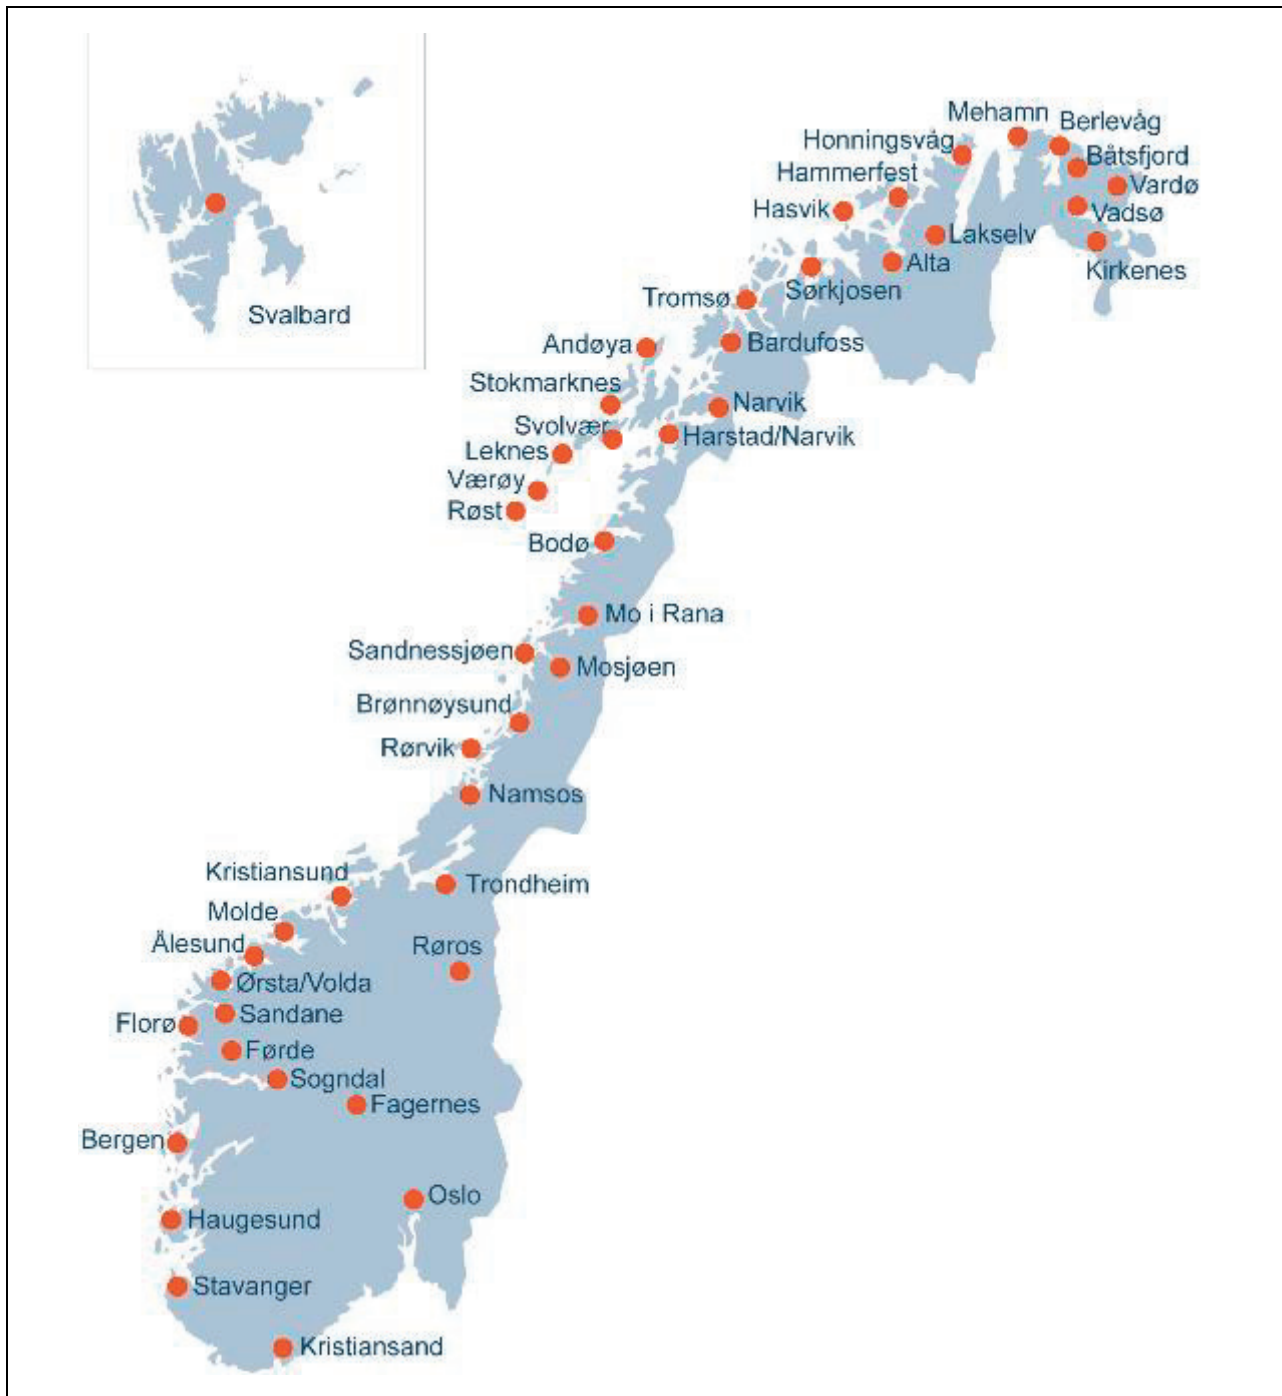 Mehamn
Berlevåg
Honningsvåg
Båtsfjord
Hammerfest
Vardø
Hasvik
Vadsø
Lakselv
Kirkenes
Alta
Sørkjosen
Tromsø
Svalbard
Bardufoss
Andøya
Stokmarknes
Narvik
Svolvær
Harstad/Narvik
Leknes
Værøy
Røst
Bodø
Mo i Rana
Sandnessjøen
Mosjøen
Brønnøysund
Rørvik
Namsos
Kristiansund
Trondheim
Molde
Ålesund
Røros
Ørsta/Volda
Sandane
Florø
Førde
Sogndal
Fagernes
Bergen
Oslo
Haugesund
Stavanger
Kristiansand